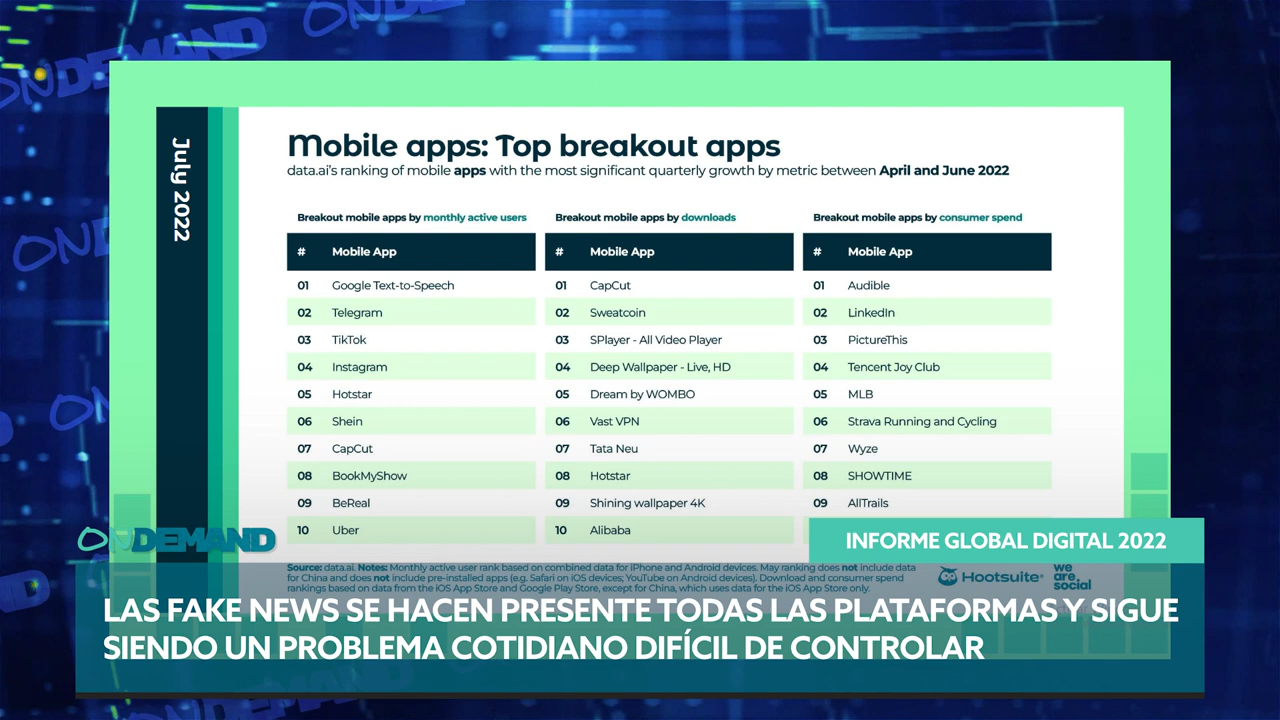 ONDEMAND
July 2022
Mobile apps: Top breakout apps
data.ai's ranking of mobile apps with the most significant quarterly growth by metric between April and June 2022
Breakout mobile apps by monthly active users
# Mobile App
01 Google Text-to-Speech
02 Telegram
03 TikTok
04 Instagram
05 Hotstar
06 Shein
07 CapCut
08 BookMyShow
09 BeReal
10 Uber
Breakout mobile apps by downloads
# Mobile App
01 CapCut
02 Sweatcoin
03 SPlayer - All Video Player
04 Deep Wallpaper - Live, HD
05 Dream by WOMBO
06 Vast VPN
07 Tata Neu
08 Hotstar
09 Shining wallpaper 4K
10 Alibaba
Breakout mobile apps by consumer spend
# Mobile App
01 Audible
02 LinkedIn
03 PictureThis
04 Tencent Joy Club
05 MLB
06 Strava Running and Cycling
07 Wyze
08 SHOWTIME
09 AllTrails
Source: data.ai. Notes: Monthly active user rank based on combined data for iPhone and Android devices. May ranking does not include data
for China and does not include pre-installed apps (e.g. Safari on iOS devices; YouTube on Android devices). Download and consumer spend
rankings based on data from the iOS App Store and Google Play Store, except for China, which uses data for the iOS App Store only.
Hootsuite
we
are.
social
ONDEMAND
INFORME GLOBAL DIGITAL 2022
LAS FAKE NEWS SE HACEN PRESENTE TODAS LAS PLATAFORMAS Y SIGUE
SIENDO UN PROBLEMA COTIDIANO DIFÍCIL DE CONTROLAR